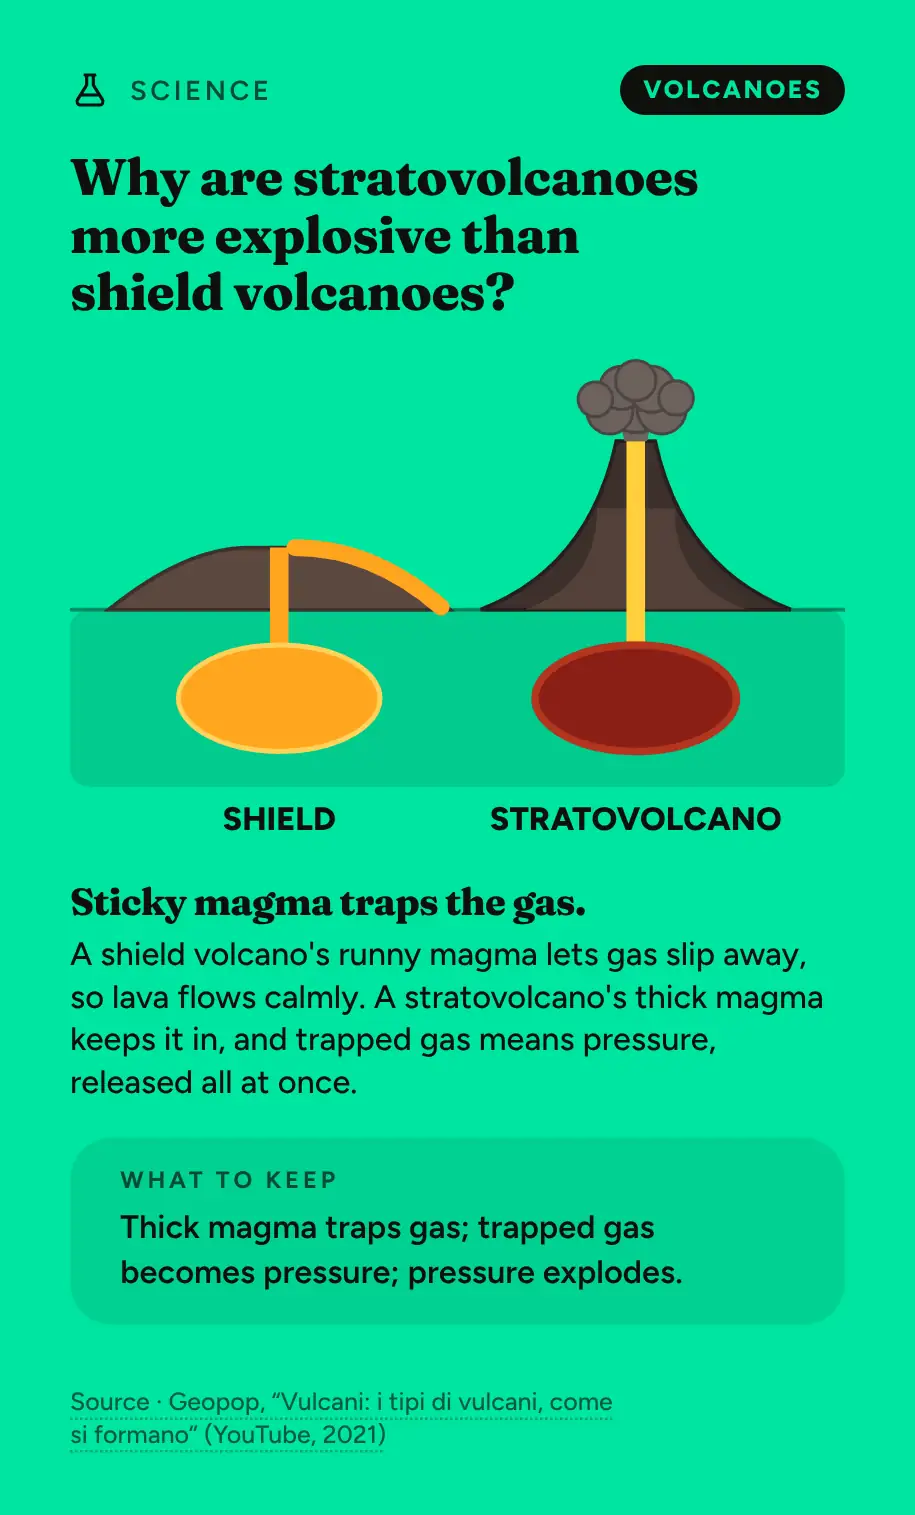 SCIENCE
VOLCANOES
Why are stratovolcanoes
more explosive than
shield volcanoes?
SHIELD
STRATOVOLCANO
Sticky magma traps the gas.
A shield volcano's runny magma lets gas slip away,
so lava flows calmly. A stratovolcano's thick magma
keeps it in, and trapped gas means pressure,
released all at once.
WHAT TO KEEP
Thick magma traps gas; trapped gas
becomes pressure; pressure explodes.
Source · Geopop, “Vulcani: i tipi di vulcani, come
si formano” (YouTube, 2021)